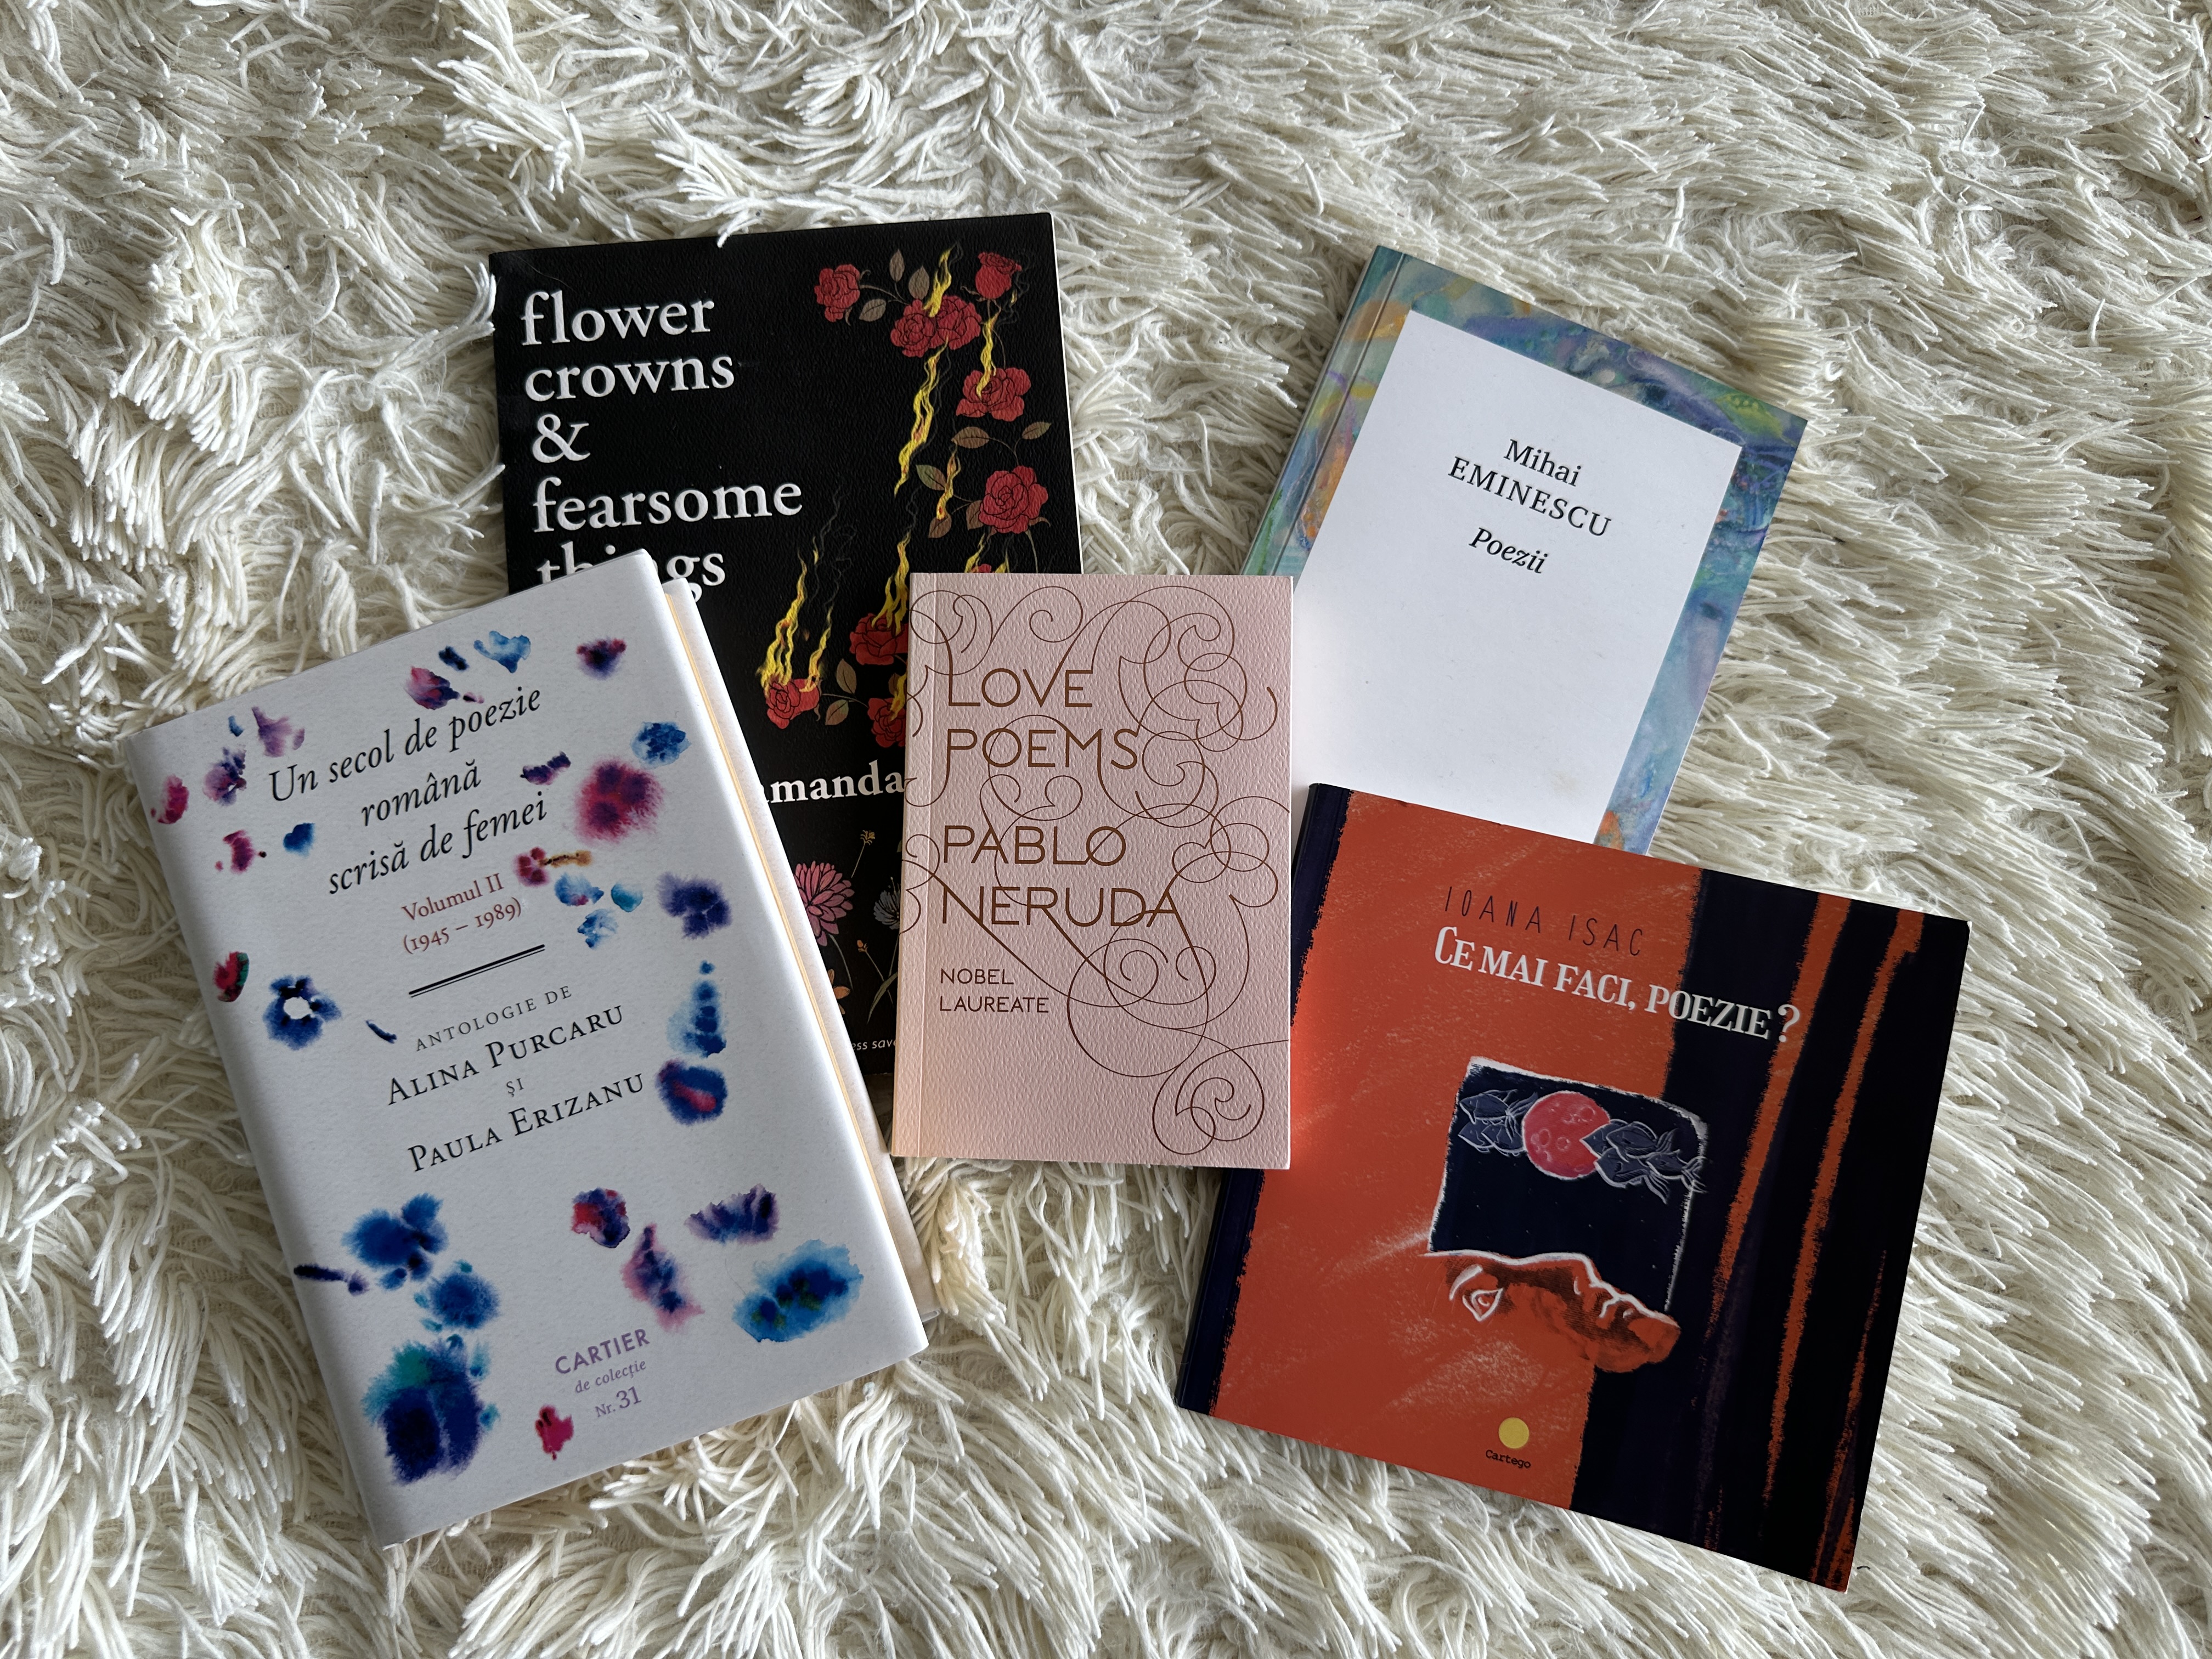 Mihai
EMINESCU
Poezii
flower
crowns
&
fearsome
things
amanda
LOVE
POEMS
PABLO
NERUDA
NOBEL
LAUREATE
Un secol de poezie
română
scrisă de femei
Volumul II
(1945 – 1989)
ANTOLOGIE DE
ALINA PURCARU
ȘI
PAULA ERIZANU
CARTIER
de colecție
Nr. 31
IOANA ISAC
CE MAI FACI, POEZIE?
Cartego